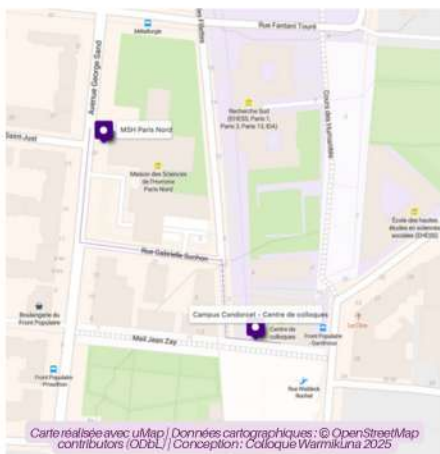 Rue Fantani Touré
Métallurgie
Avenue George Sand
Saint Just
MSH Paris Nord
Maison des Sciences
de l'Homme
Paris Nord
Recherche Sud
(EHESS, Paris 1,
Paris 3, Paris 13, IDA)
Cours des Humanités
École des hautes
études en sciences
sociales (EHESS)
Rue Gabrielle Suchon
Boulangerie du
Front Populaire
Campus Condorcet - Centre de colloques
Centre de
colloques
Front Populaire
Mail Jean Zay
Front Populaire
- Proudhon
Rue Waldeck
Rochet
Carte réalisée avec uMap | Données cartographiques : © OpenStreetMap
contributors (ODbL) | Conception : Colloque Warmikuna 2025